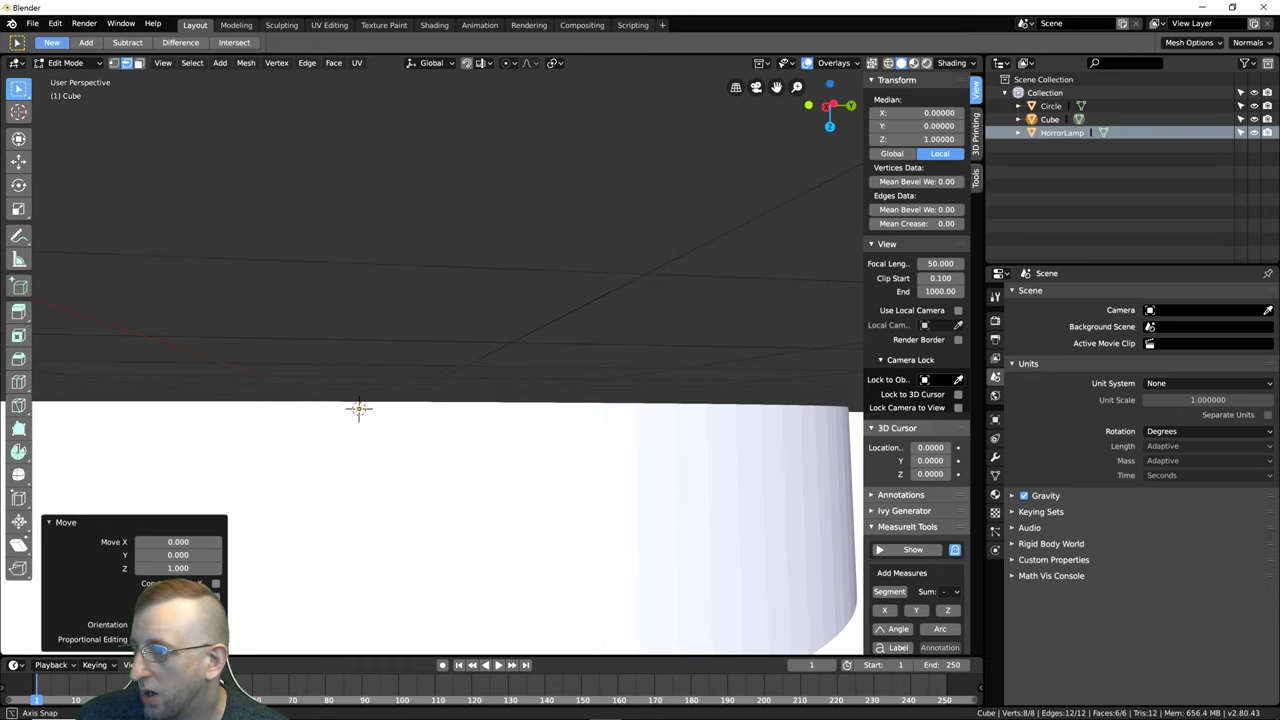 Blender
File Edit Render Window Help
Layout Modeling Sculpting UV Editing Texture Paint Shading Animation Rendering Compositing Scripting +
Scene View Layer
New Add Subtract Difference Intersect
Mesh Options Normals
Edit Mode View Select Add Mesh Vertex Edge Face UV Global Overlays Shading
User Perspective
(1) Cube
X Y Z
Transform
Median:
X: 0.00000
Y: 0.00000
Z: 1.00000
Global Local
Vertices Data:
Mean Bevel We: 0.00
Edges Data:
Mean Bevel We: 0.00
Mean Crease: 0.00
View
Focal Leng.. 50.000
Clip Start 0.100
End 1000.00
Use Local Camera
Local Cam..
Render Border
Camera Lock
Lock to Ob..
Lock to 3D Cursor
Lock Camera to View
3D Cursor
Location.. 0.0000
Y 0.0000
Z 0.0000
Annotations
Ivy Generator
MeasureIt Tools
Show
Add Measures
Segment Sum: -
X Y Z
Angle Arc
Label Annotation
View
3D Printing
Tools
Scene Collection
Collection
Circle
Cube
HorrorLamp
Scene
Scene
Camera
Background Scene
Active Movie Clip
Units
Unit System None
Unit Scale 1.000000
Separate Units
Rotation Degrees
Length Adaptive
Mass Adaptive
Time Seconds
Gravity
Keying Sets
Audio
Rigid Body World
Custom Properties
Math Vis Console
Move
Move X 0.000
Y 0.000
Z 1.000
Orientation
Proportional Editing
Playback Keying
1 Start: 1 End: 250
1 60 70 80 90 100 110 120 130 140 150 160 170 180 190 200 210 220 230 240 250
Axis Snap
Cube | Verts:8/8 | Edges:12/12 | Faces:6/6 | Tris:12 | Mem: 656.4 MB | v2.80.43